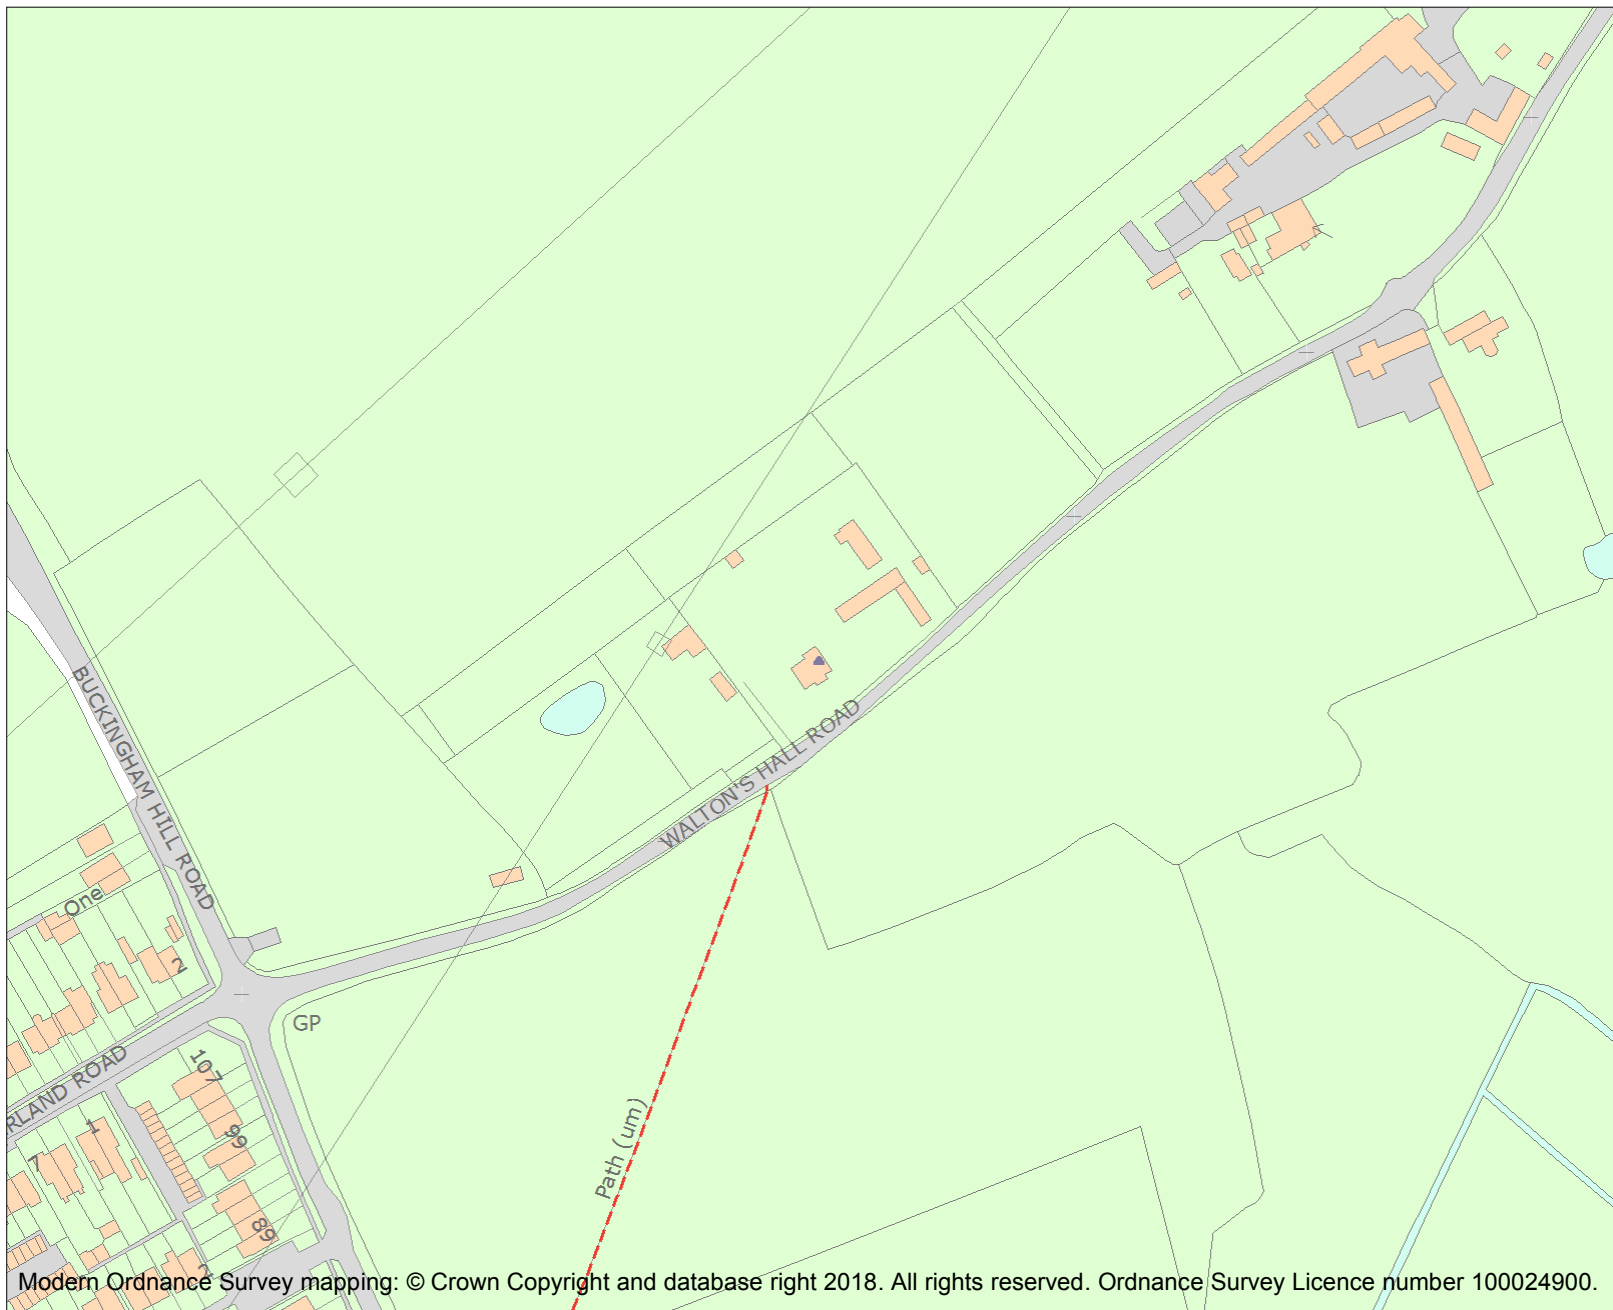 BUCKINGHAM HILL ROAD
WALTON'S HALL ROAD
One
2
GP
RLAND ROAD
107
1
99
7
Path (um)
89
2
Modern Ordnance Survey mapping: © Crown Copyright and database right 2018. All rights reserved. Ordnance Survey Licence number 100024900.